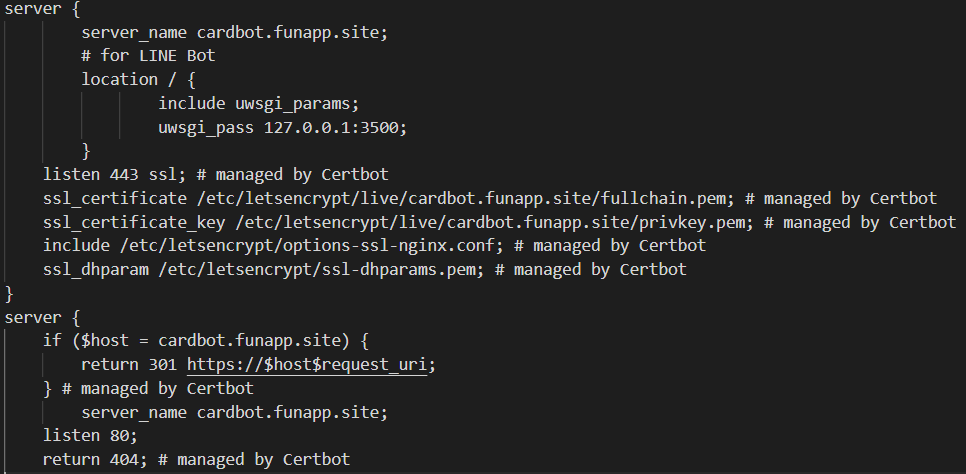 server {
server_name cardbot.funapp.site;
# for LINE Bot
location / {
include uwsgi_params;
uwsgi_pass 127.0.0.1:3500;
}
listen 443 ssl; # managed by Certbot
ssl_certificate /etc/letsencrypt/live/cardbot.funapp.site/fullchain.pem; # managed by Certbot
ssl_certificate_key /etc/letsencrypt/live/cardbot.funapp.site/privkey.pem; # managed by Certbot
include /etc/letsencrypt/options-ssl-nginx.conf; # managed by Certbot
ssl_dhparam /etc/letsencrypt/ssl-dhparams.pem; # managed by Certbot
}
server {
if ($host = cardbot.funapp.site) {
return 301 https://$host$request_uri;
} # managed by Certbot
server_name cardbot.funapp.site;
listen 80;
return 404; # managed by Certbot